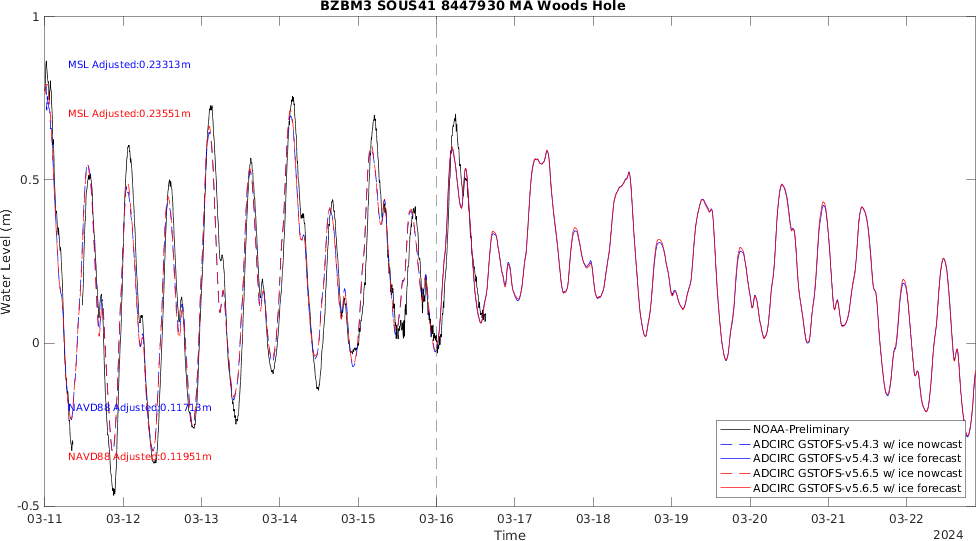 BZBM3 SOUS41 8447930 MA Woods Hole
1
MSL Adjusted:0.23313m
MSL Adjusted:0.23551m
0.5
Water Level (m)
0
NAVD88 Adjusted:0.11713m
NAVD88 Adjusted:0.11951m
NOAA-Preliminary
ADCIRC GSTOFS-v5.4.3 w/ ice nowcast
ADCIRC GSTOFS-v5.4.3 w/ ice forecast
ADCIRC GSTOFS-v5.6.5 w/ ice nowcast
ADCIRC GSTOFS-v5.6.5 w/ ice forecast
-0.5
03-11 03-12 03-13 03-14 03-15 03-16 03-17 03-18 03-19 03-20 03-21 03-22
Time
2024